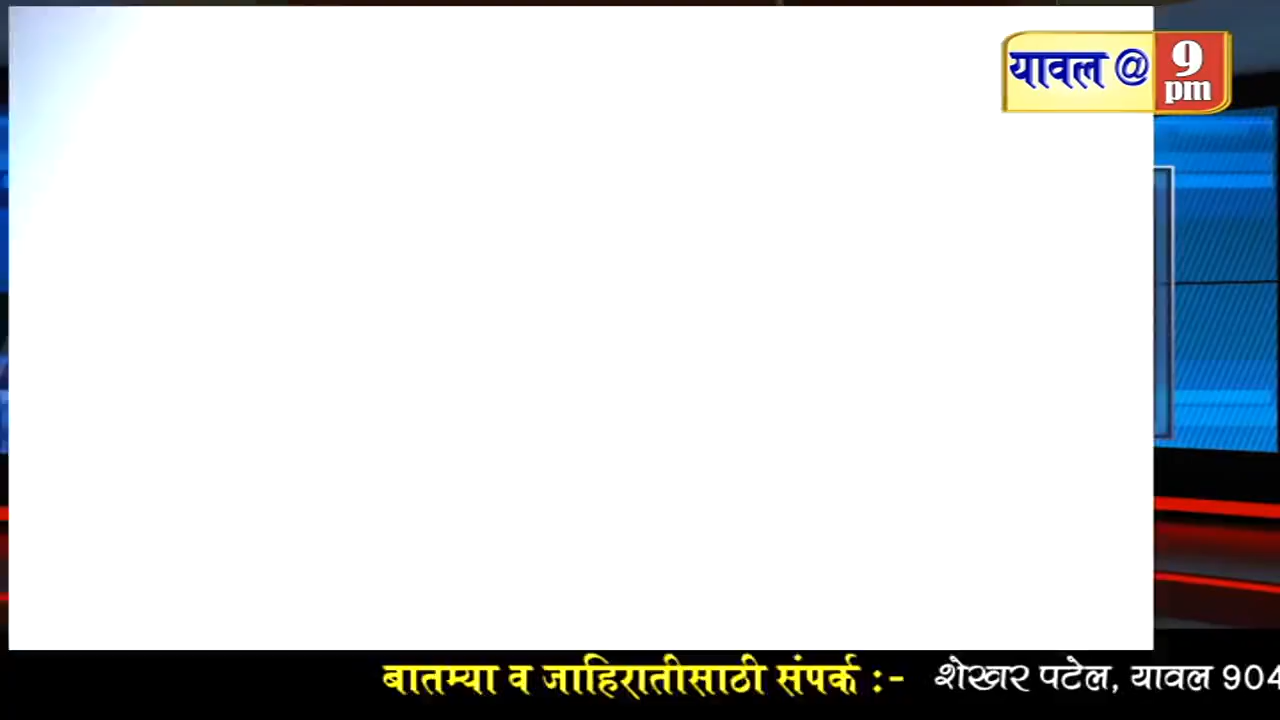 यावल @ 9 pm
बातम्या व जाहिरातीसाठी संपर्क :- शेखर पटेल, यावल 904